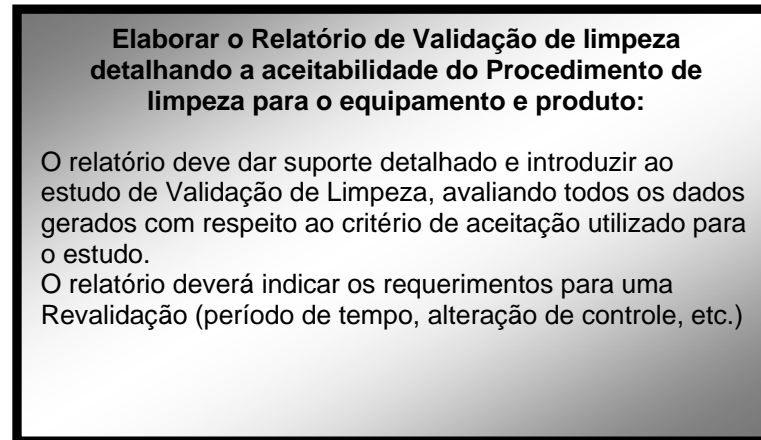 Elaborar o Relatório de Validação de limpeza
detalhando a aceitabilidade do Procedimento de
limpeza para o equipamento e produto:
O relatório deve dar suporte detalhado e introduzir ao
estudo de Validação de Limpeza, avaliando todos os dados
gerados com respeito ao critério de aceitação utilizado para
o estudo.
O relatório deverá indicar os requerimentos para uma
Revalidação (período de tempo, alteração de controle, etc.)